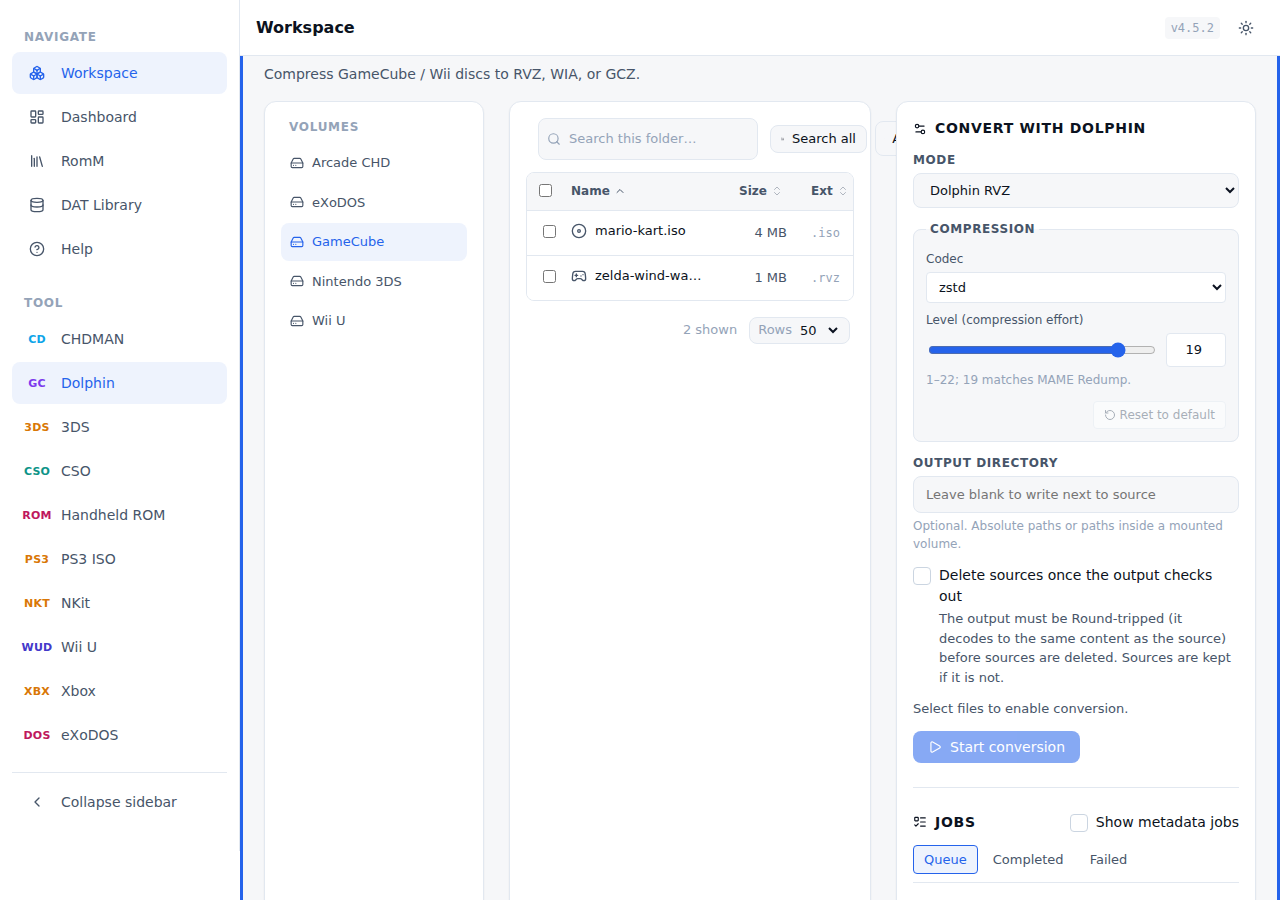 NAVIGATE
Workspace
Dashboard
RomM
DAT Library
Help
TOOL
CD CHDMAN
GC Dolphin
3DS 3DS
CSO CSO
ROM Handheld ROM
PS3 PS3 ISO
NKT NKit
WUD Wii U
XBX Xbox
DOS eXoDOS
Collapse sidebar
Workspace
v4.5.2
Compress GameCube / Wii discs to RVZ, WIA, or GCZ.
VOLUMES
Arcade CHD
eXoDOS
GameCube
Nintendo 3DS
Wii U
Search this folder…
Search all
Name Size Ext
mario-kart.iso 4 MB .iso
zelda-wind-wa… 1 MB .rvz
2 shown Rows 50
CONVERT WITH DOLPHIN
MODE
Dolphin RVZ
COMPRESSION
Codec
zstd
Level (compression effort)
19
1–22; 19 matches MAME Redump.
Reset to default
OUTPUT DIRECTORY
Leave blank to write next to source
Optional. Absolute paths or paths inside a mounted
volume.
Delete sources once the output checks
out
The output must be Round-tripped (it
decodes to the same content as the source)
before sources are deleted. Sources are kept
if it is not.
Select files to enable conversion.
Start conversion
JOBS
Show metadata jobs
Queue Completed Failed